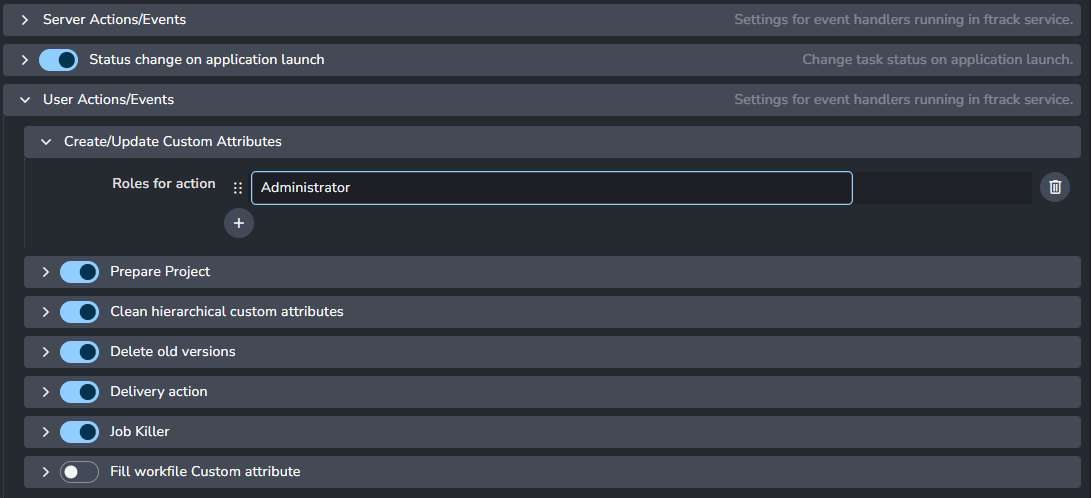 Server Actions/Events Settings for event handlers running in ftrack service.
Status change on application launch Change task status on application launch.
User Actions/Events Settings for event handlers running in ftrack service.
Create/Update Custom Attributes
Roles for action Administrator
Prepare Project
Clean hierarchical custom attributes
Delete old versions
Delivery action
Job Killer
Fill workfile Custom attribute